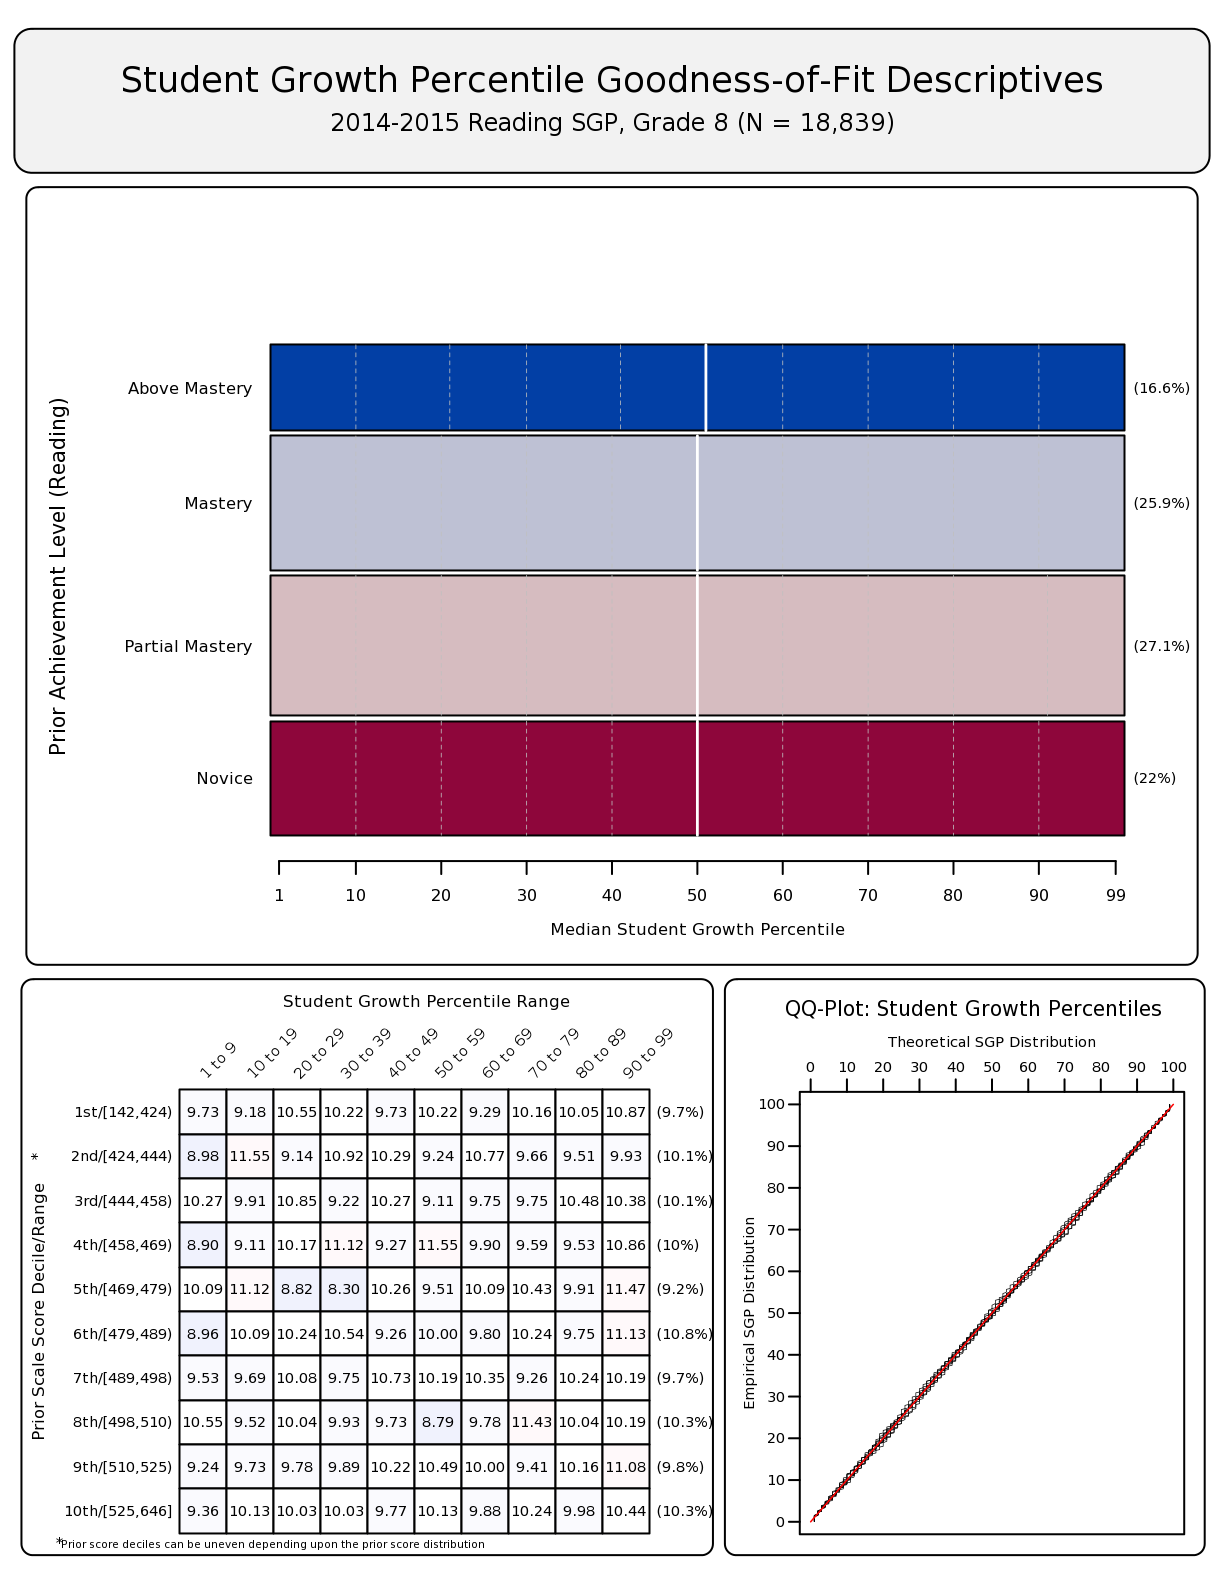 Student Growth Percentile Goodness-of-Fit Descriptives
2014-2015 Reading SGP, Grade 8 (N = 18,839)
Prior Achievement Level (Reading)
Above Mastery (16.6%)
Mastery (25.9%)
Partial Mastery (27.1%)
Novice (22%)
1 10 20 30 40 50 60 70 80 90 99
Median Student Growth Percentile
Student Growth Percentile Range
1 to 9 10 to 19 20 to 29 30 to 39 40 to 49 50 to 59 60 to 69 70 to 79 80 to 89 90 to 99
Prior Scale Score Decile/Range *
1st/[142,424) 9.73 9.18 10.55 10.22 9.73 10.22 9.29 10.16 10.05 10.87 (9.7%)
2nd/[424,444) 8.98 11.55 9.14 10.92 10.29 9.24 10.77 9.66 9.51 9.93 (10.1%)
3rd/[444,458) 10.27 9.91 10.85 9.22 10.27 9.11 9.75 9.75 10.48 10.38 (10.1%)
4th/[458,469) 8.90 9.11 10.17 11.12 9.27 11.55 9.90 9.59 9.53 10.86 (10%)
5th/[469,479) 10.09 11.12 8.82 8.30 10.26 9.51 10.09 10.43 9.91 11.47 (9.2%)
6th/[479,489) 8.96 10.09 10.24 10.54 9.26 10.00 9.80 10.24 9.75 11.13 (10.8%)
7th/[489,498) 9.53 9.69 10.08 9.75 10.73 10.19 10.35 9.26 10.24 10.19 (9.7%)
8th/[498,510) 10.55 9.52 10.04 9.93 9.73 8.79 9.78 11.43 10.04 10.19 (10.3%)
9th/[510,525) 9.24 9.73 9.78 9.89 10.22 10.49 10.00 9.41 10.16 11.08 (9.8%)
10th/[525,646] 9.36 10.13 10.03 10.03 9.77 10.13 9.88 10.24 9.98 10.44 (10.3%)
*Prior score deciles can be uneven depending upon the prior score distribution
QQ-Plot: Student Growth Percentiles
Theoretical SGP Distribution
0 10 20 30 40 50 60 70 80 90 100
Empirical SGP Distribution
100
90
80
70
60
50
40
30
20
10
0